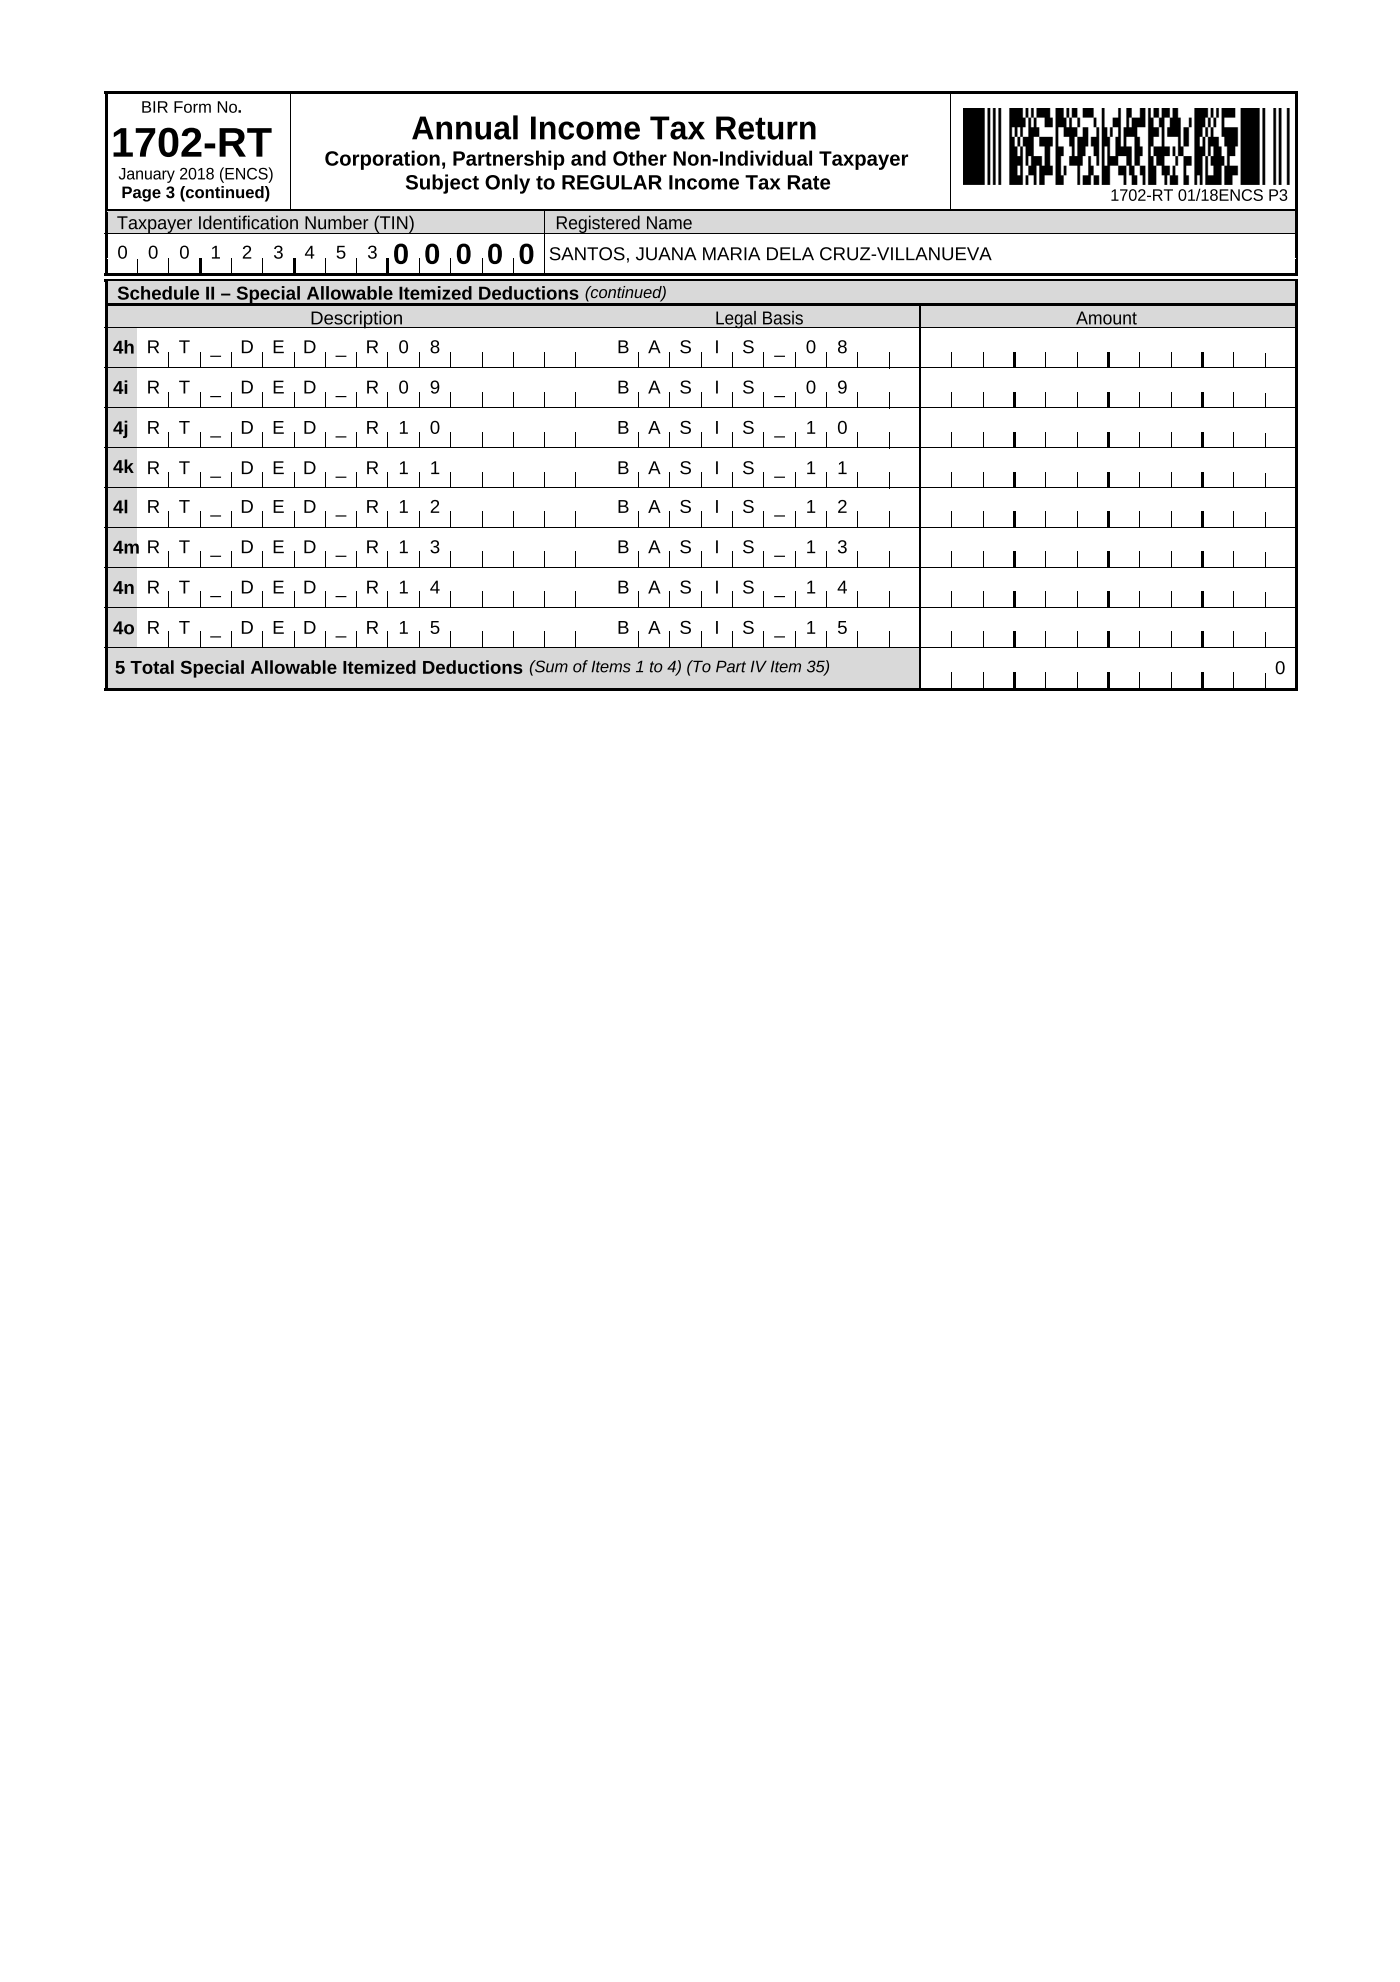 BIR Form No.
1702-RT
January 2018 (ENCS)
Page 3 (continued)
Annual Income Tax Return
Corporation, Partnership and Other Non-Individual Taxpayer
Subject Only to REGULAR Income Tax Rate
1702-RT 01/18ENCS P3
Taxpayer Identification Number (TIN) Registered Name
0 0 0 1 2 3 4 5 3 0 0 0 0 0 SANTOS, JUANA MARIA DELA CRUZ-VILLANUEVA
Schedule II – Special Allowable Itemized Deductions (continued)
Description Legal Basis Amount
4h R T _ D E D _ R 0 8 B A S I S _ 0 8
4i R T _ D E D _ R 0 9 B A S I S _ 0 9
4j R T _ D E D _ R 1 0 B A S I S _ 1 0
4k R T _ D E D _ R 1 1 B A S I S _ 1 1
4l R T _ D E D _ R 1 2 B A S I S _ 1 2
4m R T _ D E D _ R 1 3 B A S I S _ 1 3
4n R T _ D E D _ R 1 4 B A S I S _ 1 4
4o R T _ D E D _ R 1 5 B A S I S _ 1 5
5 Total Special Allowable Itemized Deductions (Sum of Items 1 to 4) (To Part IV Item 35) 0